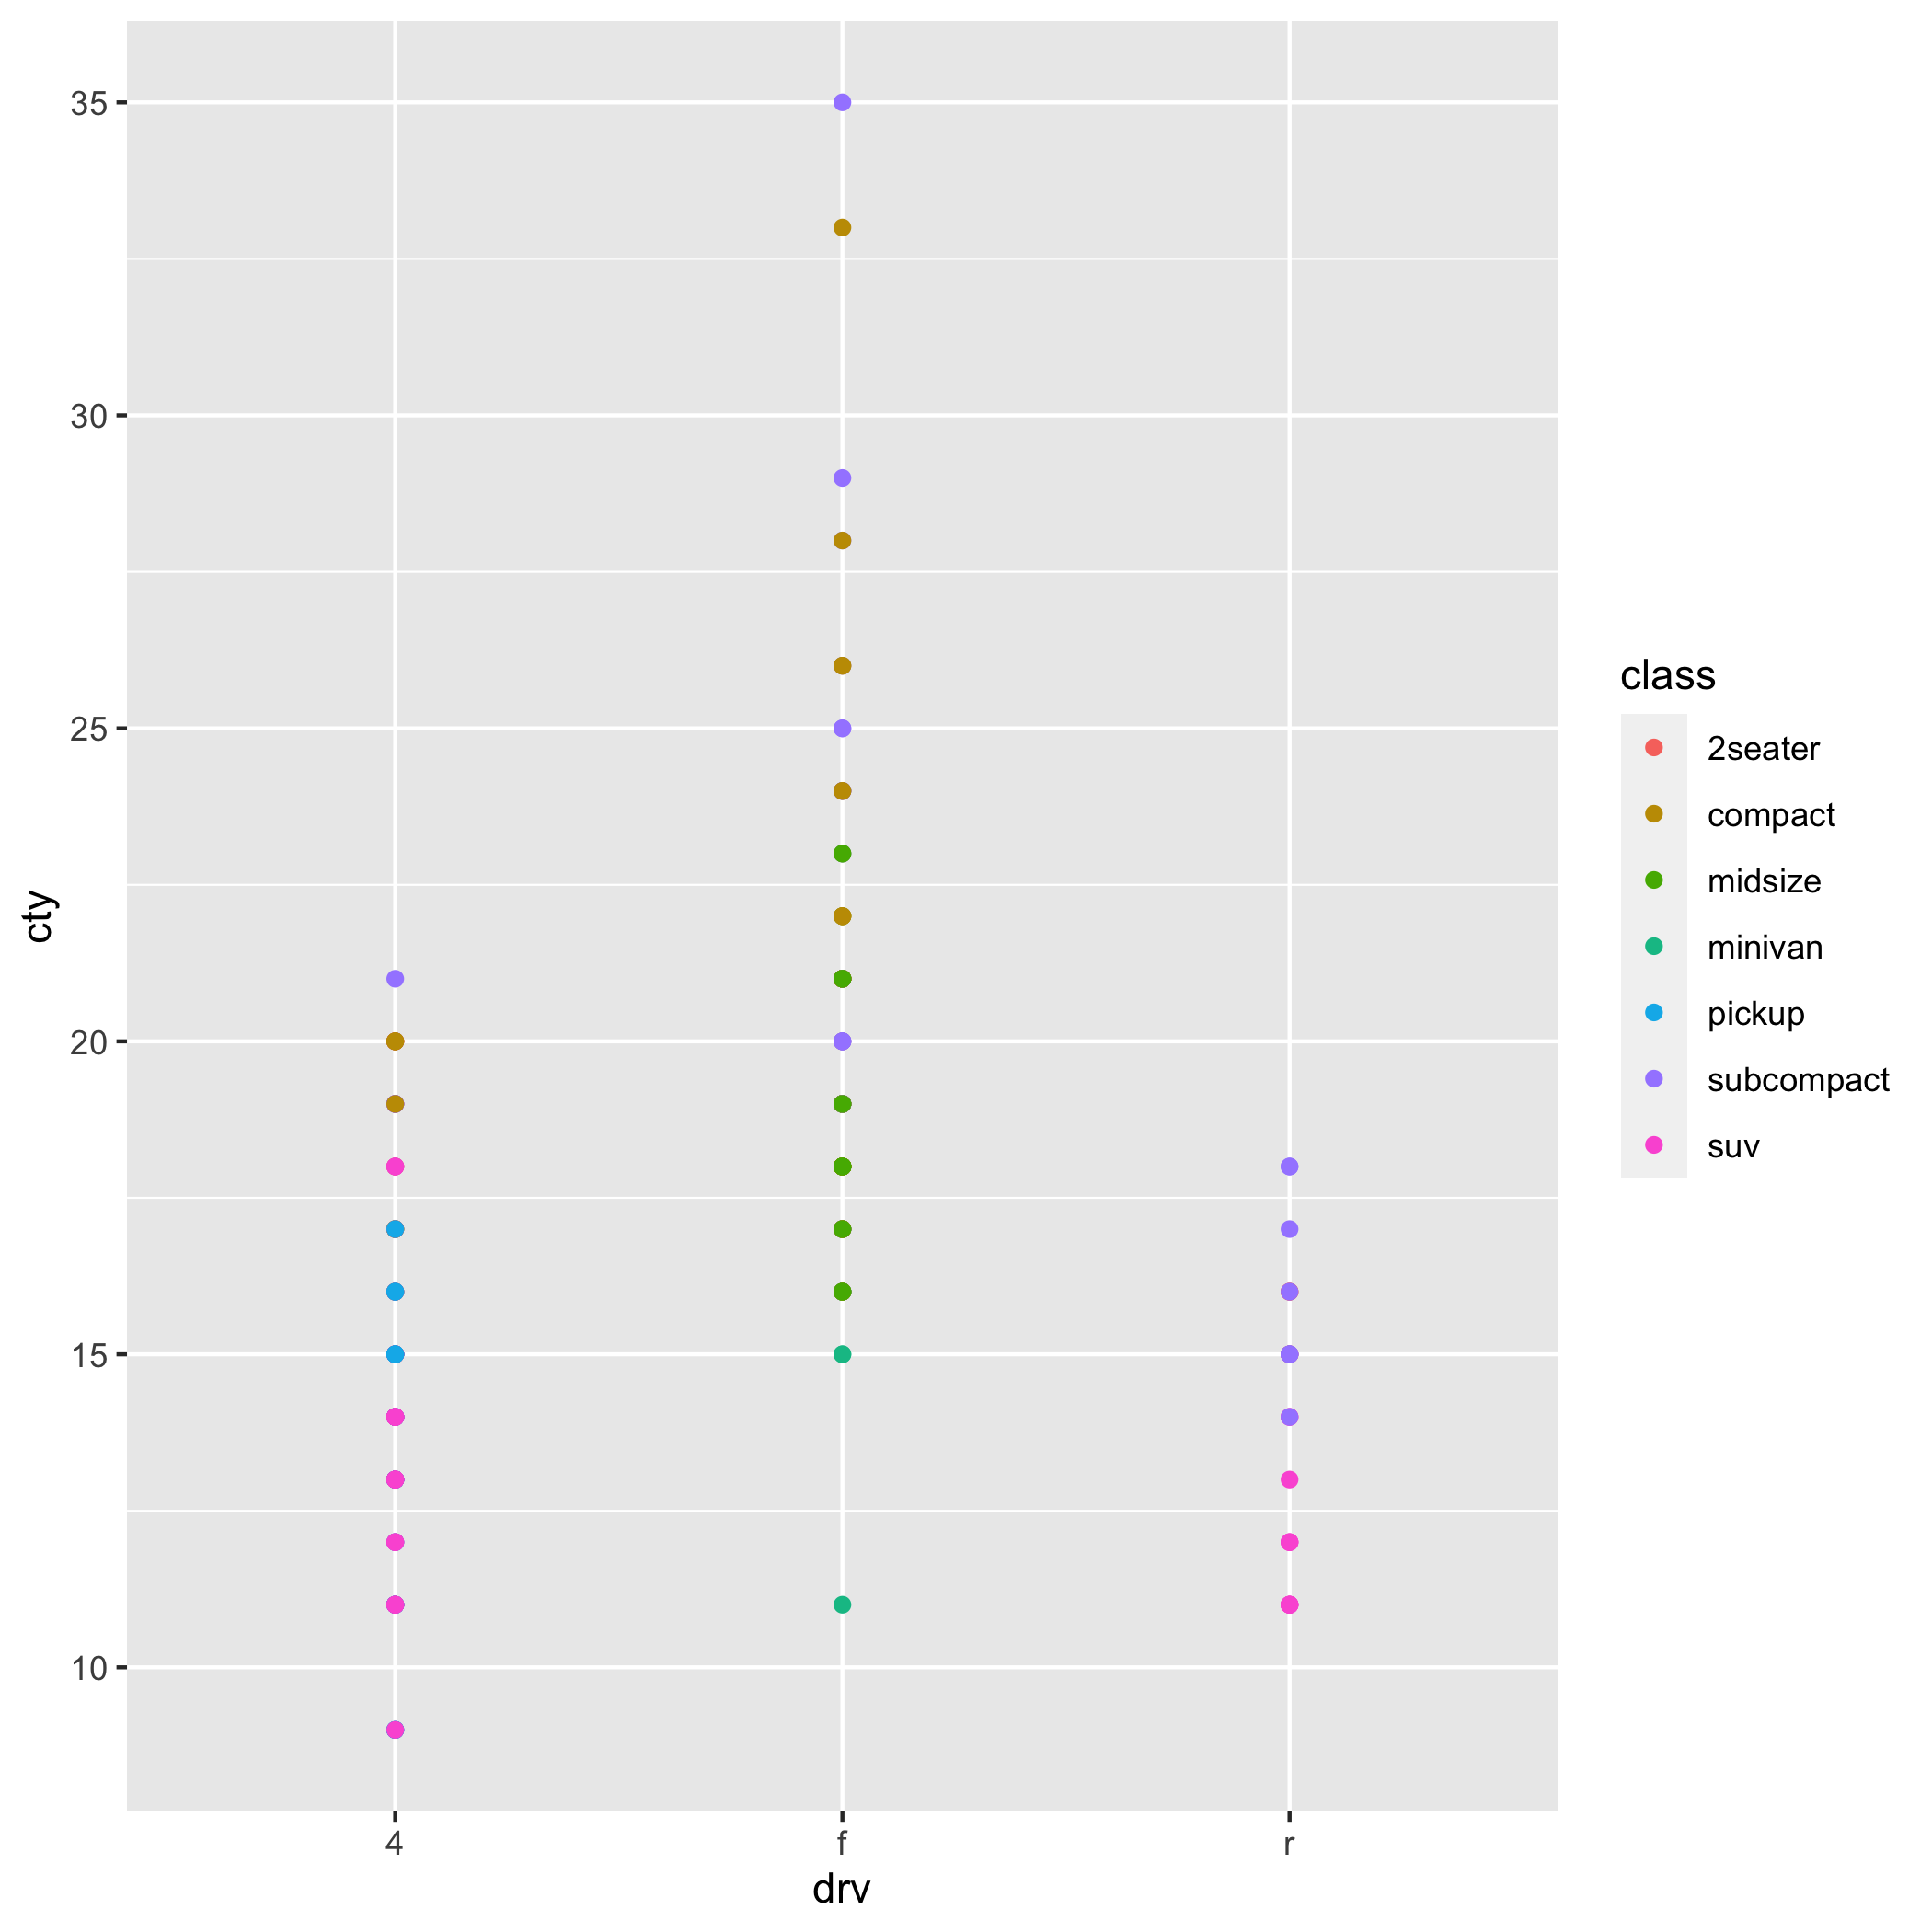 35
30
25
20
15
10
cty
4 f r
drv
class
2seater
compact
midsize
minivan
pickup
subcompact
suv